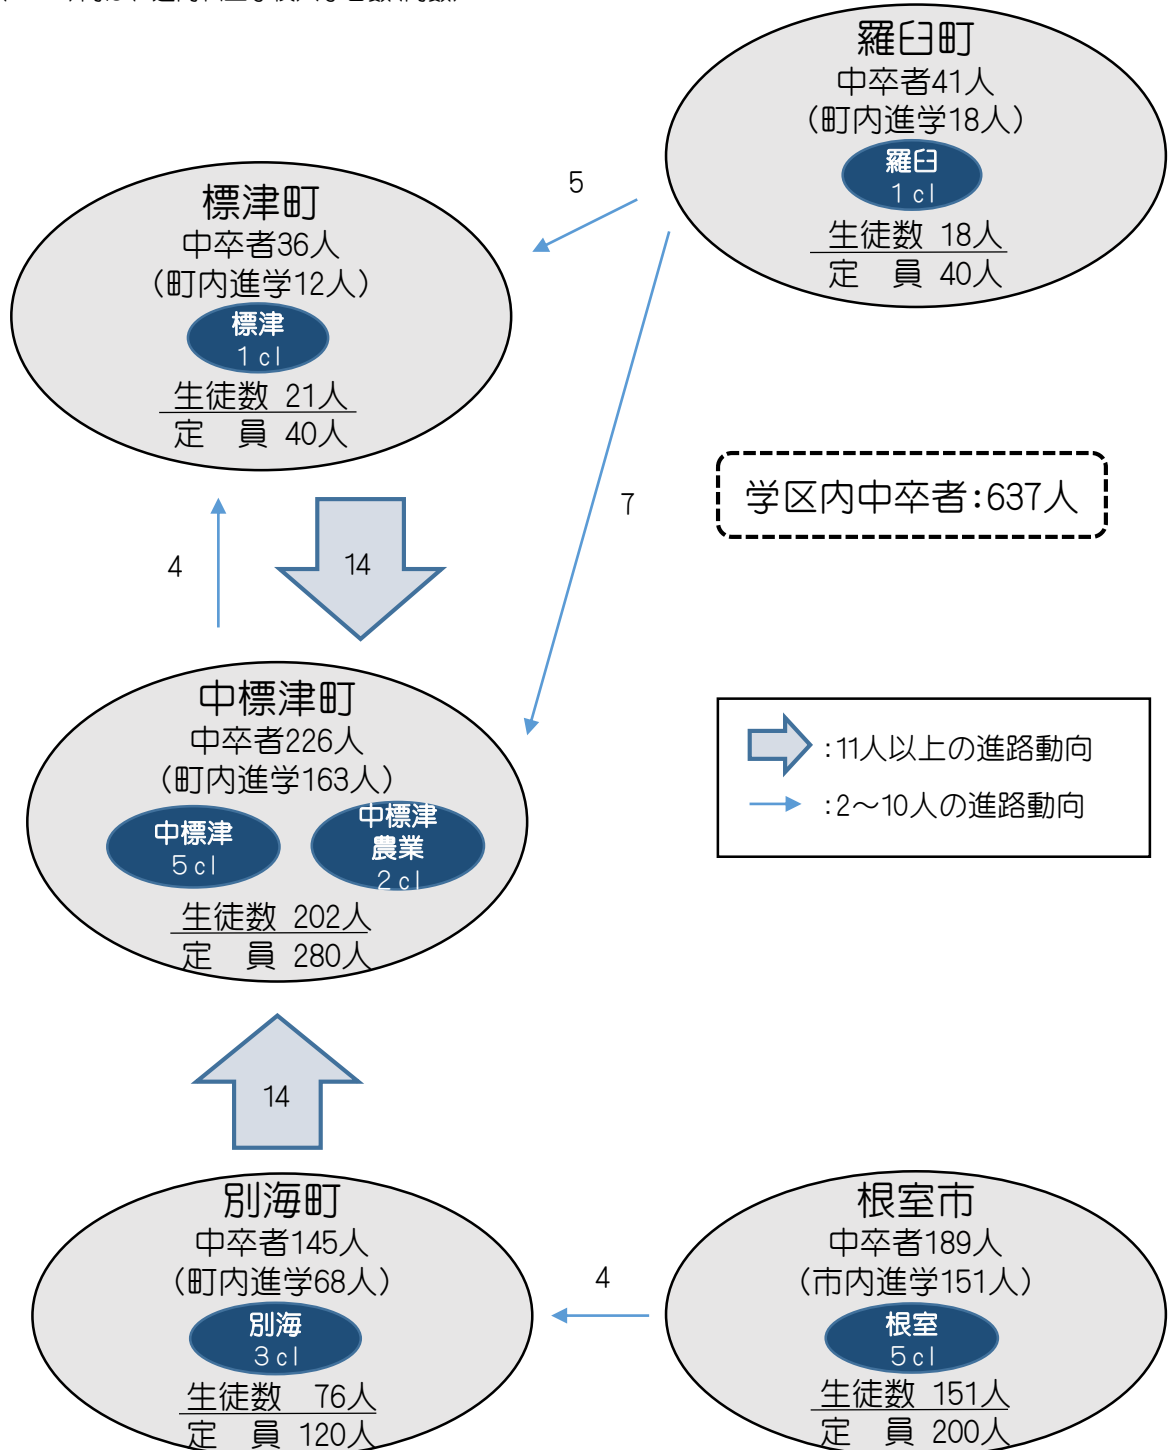 羅臼町
中卒者41人
（町内進学18人）
羅臼
1cl
生徒数 18人
定 員 40人
5
標津町
中卒者36人
（町内進学12人）
標津
1cl
生徒数 21人
定 員 40人
7
学区内中卒者：637人
4
14
中標津町
中卒者226人
（町内進学163人）
中標津
5cl
中標津
農業
2cl
生徒数 202人
定 員 280人
：11人以上の進路動向
：2～10人の進路動向
14
別海町
中卒者145人
（町内進学68人）
別海
3cl
生徒数 76人
定 員 120人
4
根室市
中卒者189人
（市内進学151人）
根室
5cl
生徒数 151人
定 員 200人